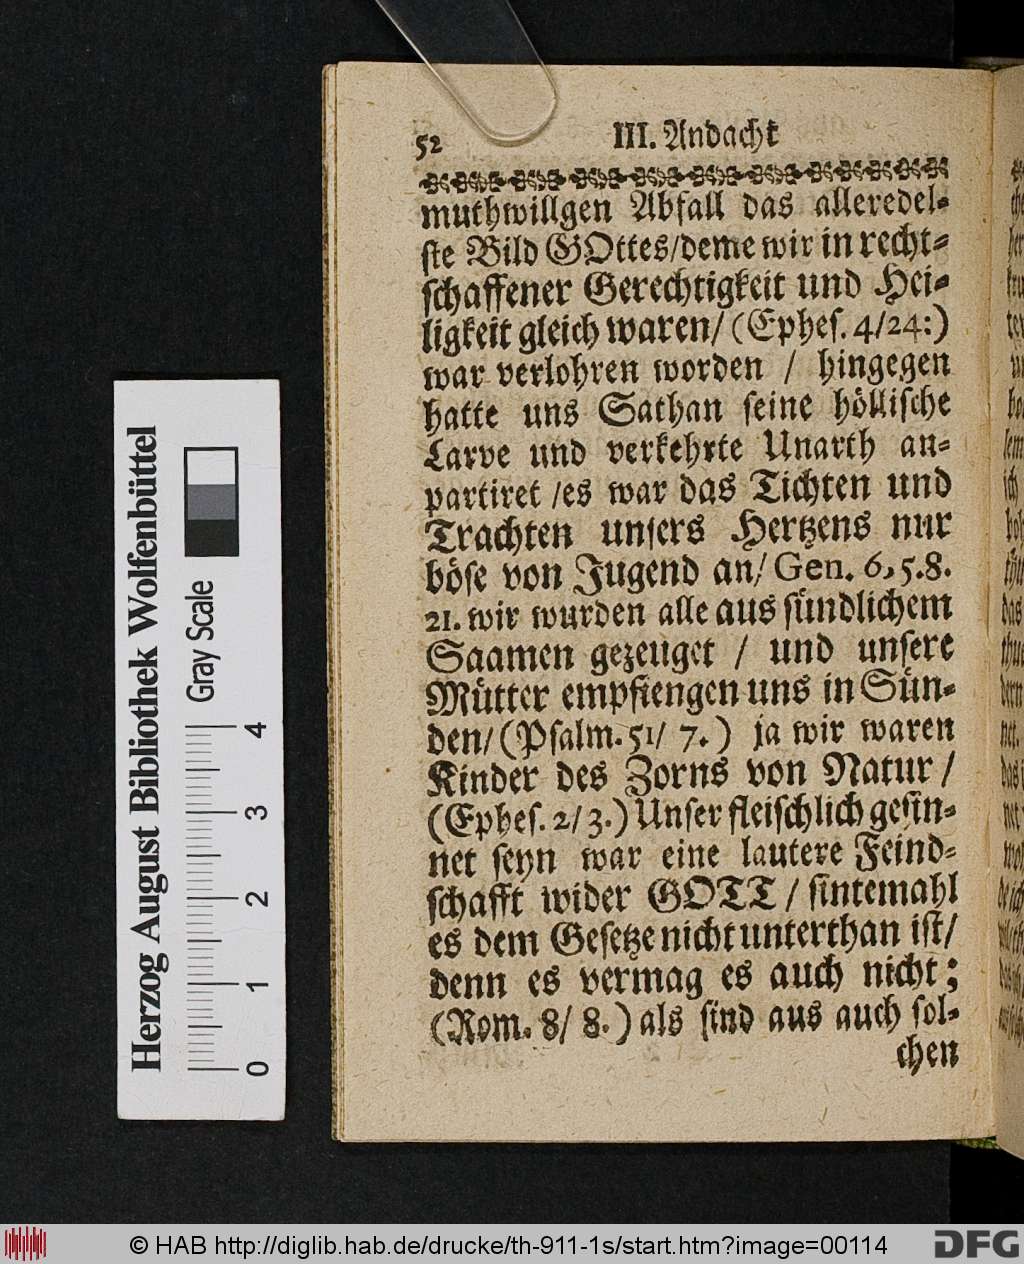 52
III. Andacht
muthwillgen Abfall das alleredel-
ste Bild GOttes/deme wir in recht-
schaffener Gerechtigkeit und Hei-
ligkeit gleich waren/ (Ephes. 4/24:)
war verlohren worden / hingegen
hatte uns Sathan seine höllische
Larve und verkehrte Unarth an-
partiret /es war das Tichten und
Trachten unsers Hertzens nur
böse von Jugend an/ Gen. 6,5.8.
21. wir wurden alle aus sündlichem
Saamen gezeuget / und unsere
Mütter empfiengen uns in Sün-
den/ (Psalm. 51/ 7.) ja wir waren
Kinder des Zorns von Natur /
(Ephes. 2/ 3.) Unser fleischlich gesin-
net seyn war eine lautere Feind-
schafft wider GOTT / sintemahl
es dem Gesetze nicht unterthan ist/
denn es vermag es auch nicht;
(Rom. 8/ 8.) als sind aus auch sol-
chen
Herzog August Bibliothek Wolfenbüttel
Gray Scale
0 1 2 3 4
© HAB http://diglib.hab.de/drucke/th-911-1s/start.htm?image=00114
DFG